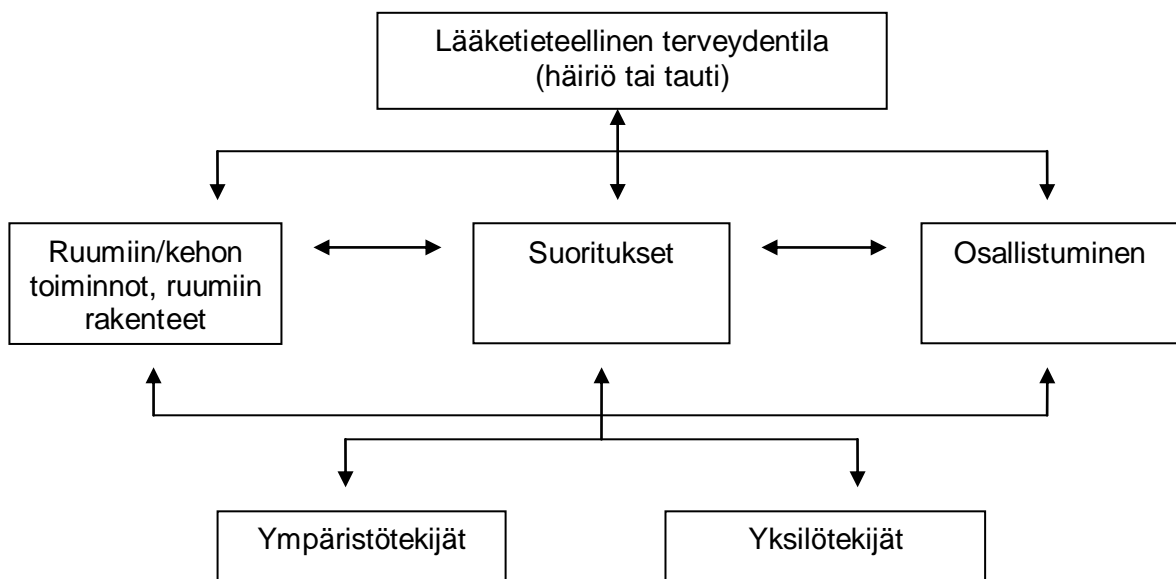 Lääketieteellinen terveydentila
(häiriö tai tauti)
Ruumiin/kehon
toiminnot, ruumiin
rakenteet
Suoritukset
Osallistuminen
Ympäristötekijät
Yksilötekijät